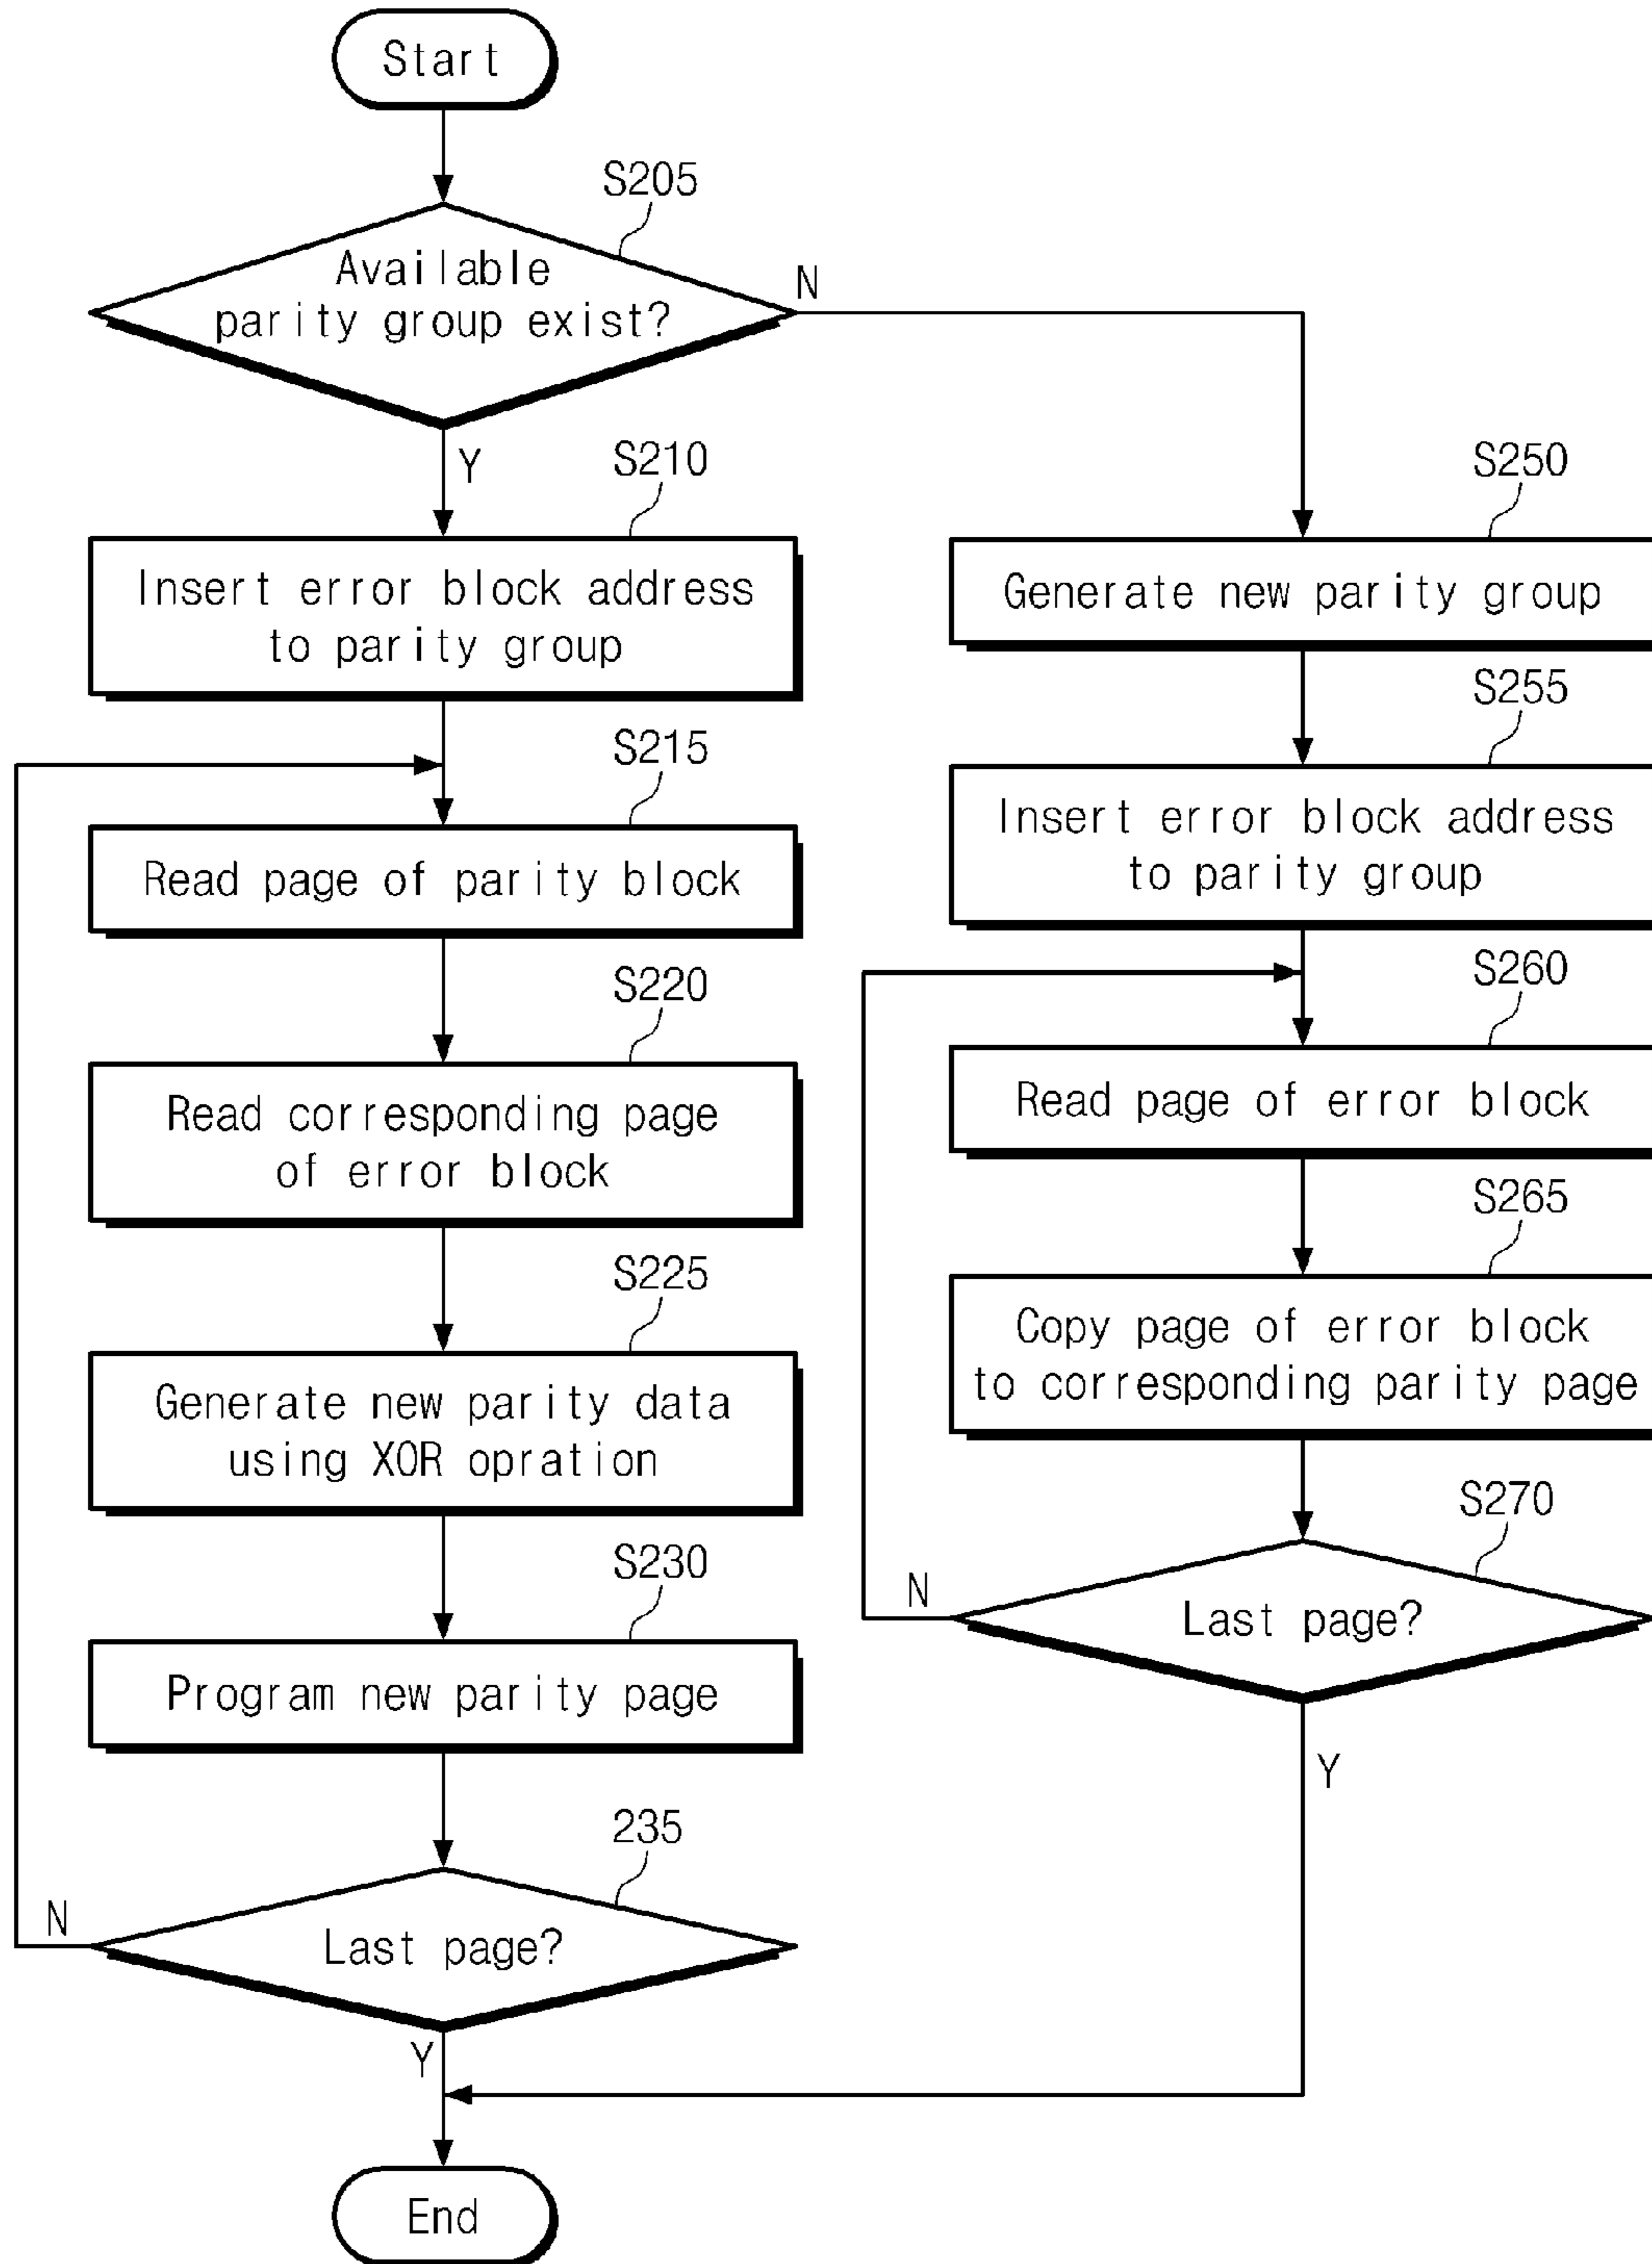 Start
S205
Available
parity group exist?
N
Y
S210
Insert error block address
to parity group
S215
Read page of parity block
S220
Read corresponding page
of error block
S225
Generate new parity data
using XOR opration
S230
Program new parity page
235
Last page?
N
Y
S250
Generate new parity group
S255
Insert error block address
to parity group
S260
Read page of error block
S265
Copy page of error block
to corresponding parity page
S270
Last page?
N
Y
End